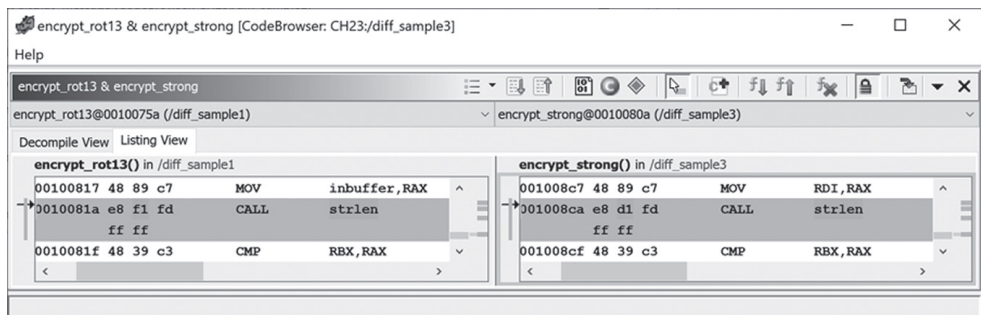 encrypt_rot13 & encrypt_strong [CodeBrowser: CH23:/diff_sample3]
Help
encrypt_rot13 & encrypt_strong
encrypt_rot13@0010075a (/diff_sample1)
encrypt_strong@0010080a (/diff_sample3)
Decompile View Listing View
encrypt_rot13() in /diff_sample1
00100817 48 89 c7 MOV inbuffer,RAX
0010081a e8 f1 fd CALL strlen
ff ff
0010081f 48 39 c3 CMP RBX,RAX
encrypt_strong() in /diff_sample3
001008c7 48 89 c7 MOV RDI,RAX
001008ca e8 d1 fd CALL strlen
ff ff
001008cf 48 39 c3 CMP RBX,RAX